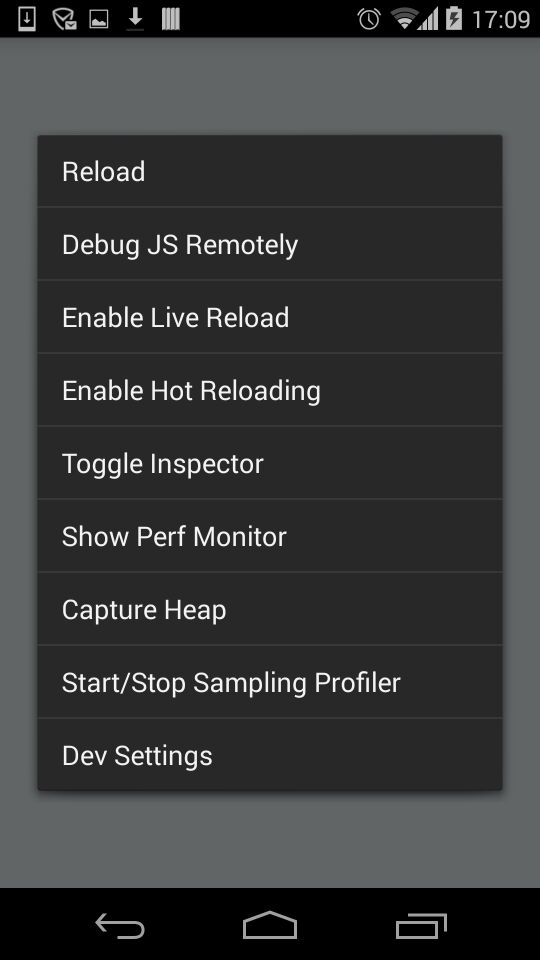 17:09
Reload
Debug JS Remotely
Enable Live Reload
Enable Hot Reloading
Toggle Inspector
Show Perf Monitor
Capture Heap
Start/Stop Sampling Profiler
Dev Settings